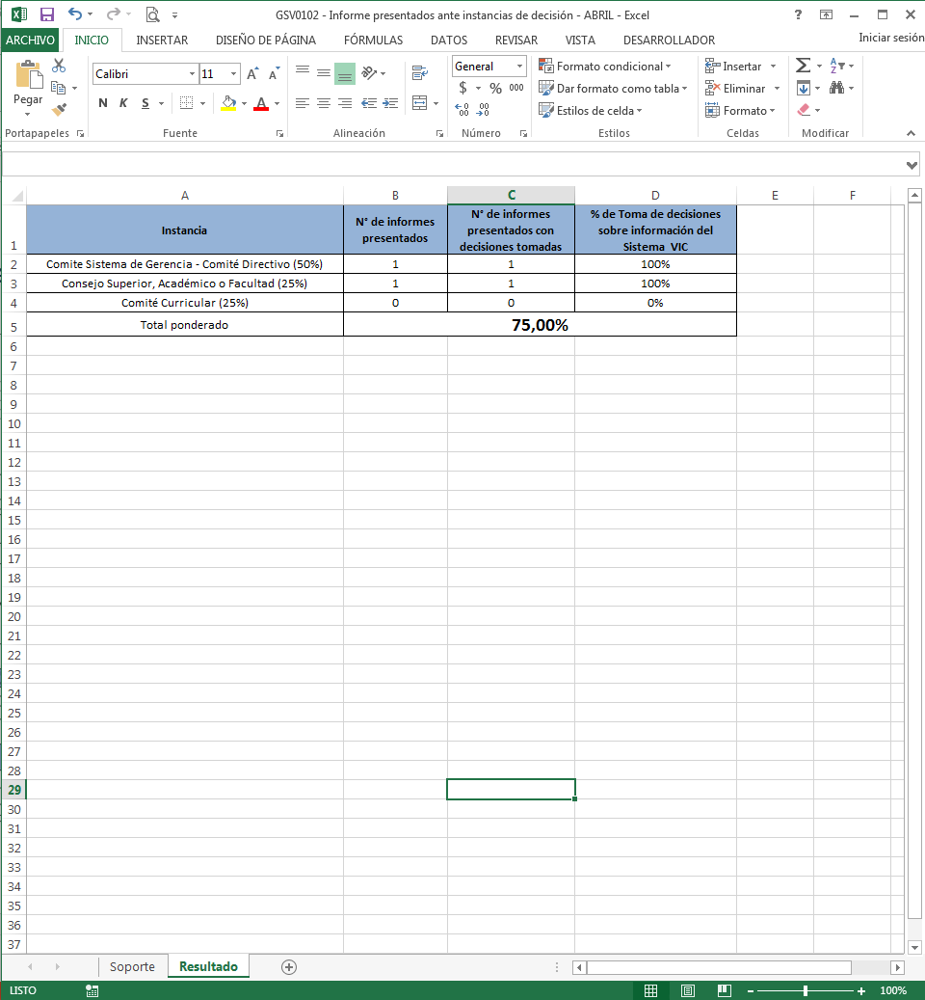 GSV0102 - Informe presentados ante instancias de decisión - ABRIL - Excel
ARCHIVO INICIO INSERTAR DISEÑO DE PÁGINA FÓRMULAS DATOS REVISAR VISTA DESARROLLADOR Iniciar sesión
Pegar
Calibri 11
N K S
General
$ % 000
Formato condicional
Dar formato como tabla
Estilos de celda
Insertar
Eliminar
Formato
Portapapeles Fuente Alineación Número Estilos Celdas Modificar
A B C D E F
1
Instancia
N° de informes
presentados
N° de informes
presentados con
decisiones tomadas
% de Toma de decisiones
sobre información del
Sistema VIC
2 Comite Sistema de Gerencia - Comité Directivo (50%) 1 1 100%
3 Consejo Superior, Académico o Facultad (25%) 1 1 100%
4 Comité Curricular (25%) 0 0 0%
5 Total ponderado 75,00%
6
7
8
9
10
11
12
13
14
15
16
17
18
19
20
21
22
23
24
25
26
27
28
29
30
31
32
33
34
35
36
37
Soporte Resultado
LISTO 100%